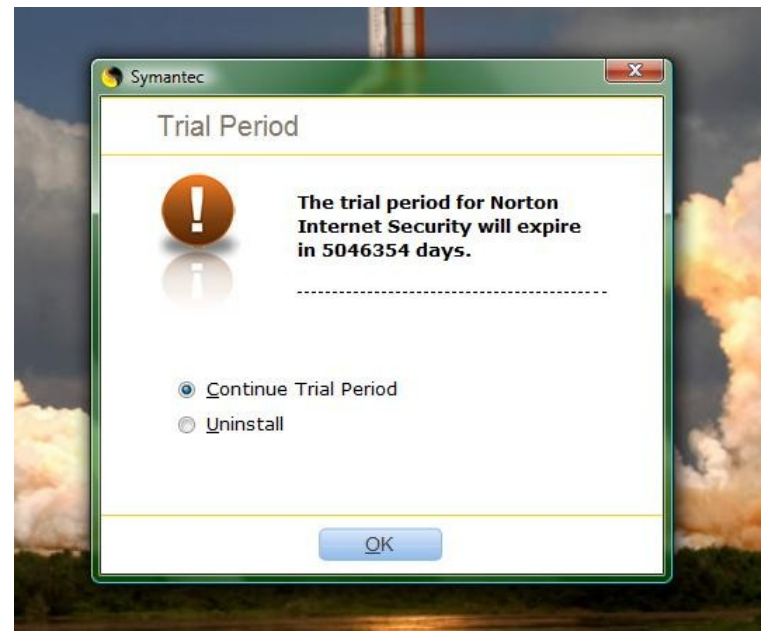 Symantec
Trial Period
The trial period for Norton
Internet Security will expire
in 5046354 days.
Continue Trial Period
Uninstall
OK